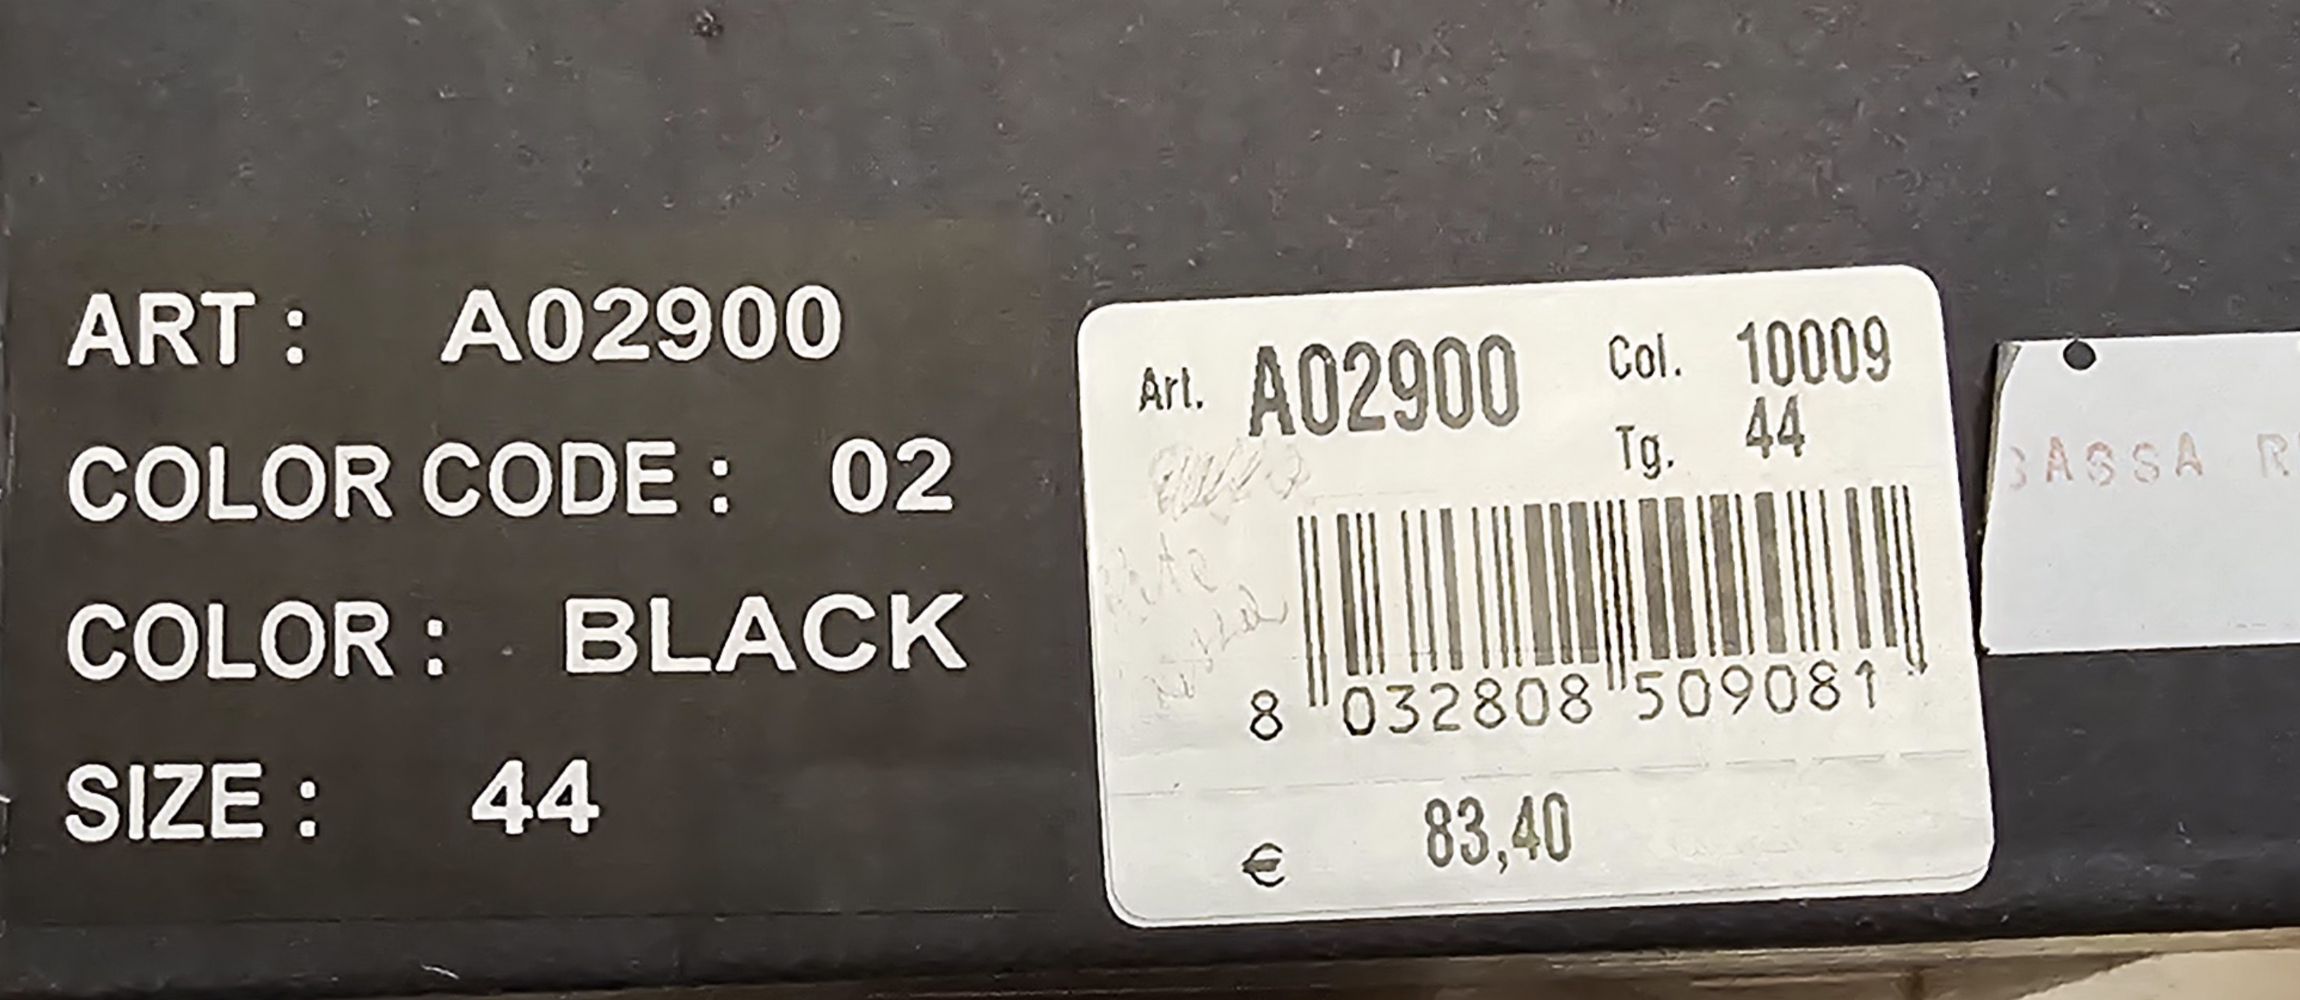 ART : A02900
COLOR CODE : 02
COLOR : BLACK
SIZE : 44
Art. A02900 Col. 10009
Tg. 44
8 032808 509081
€ 83,40
BASSA